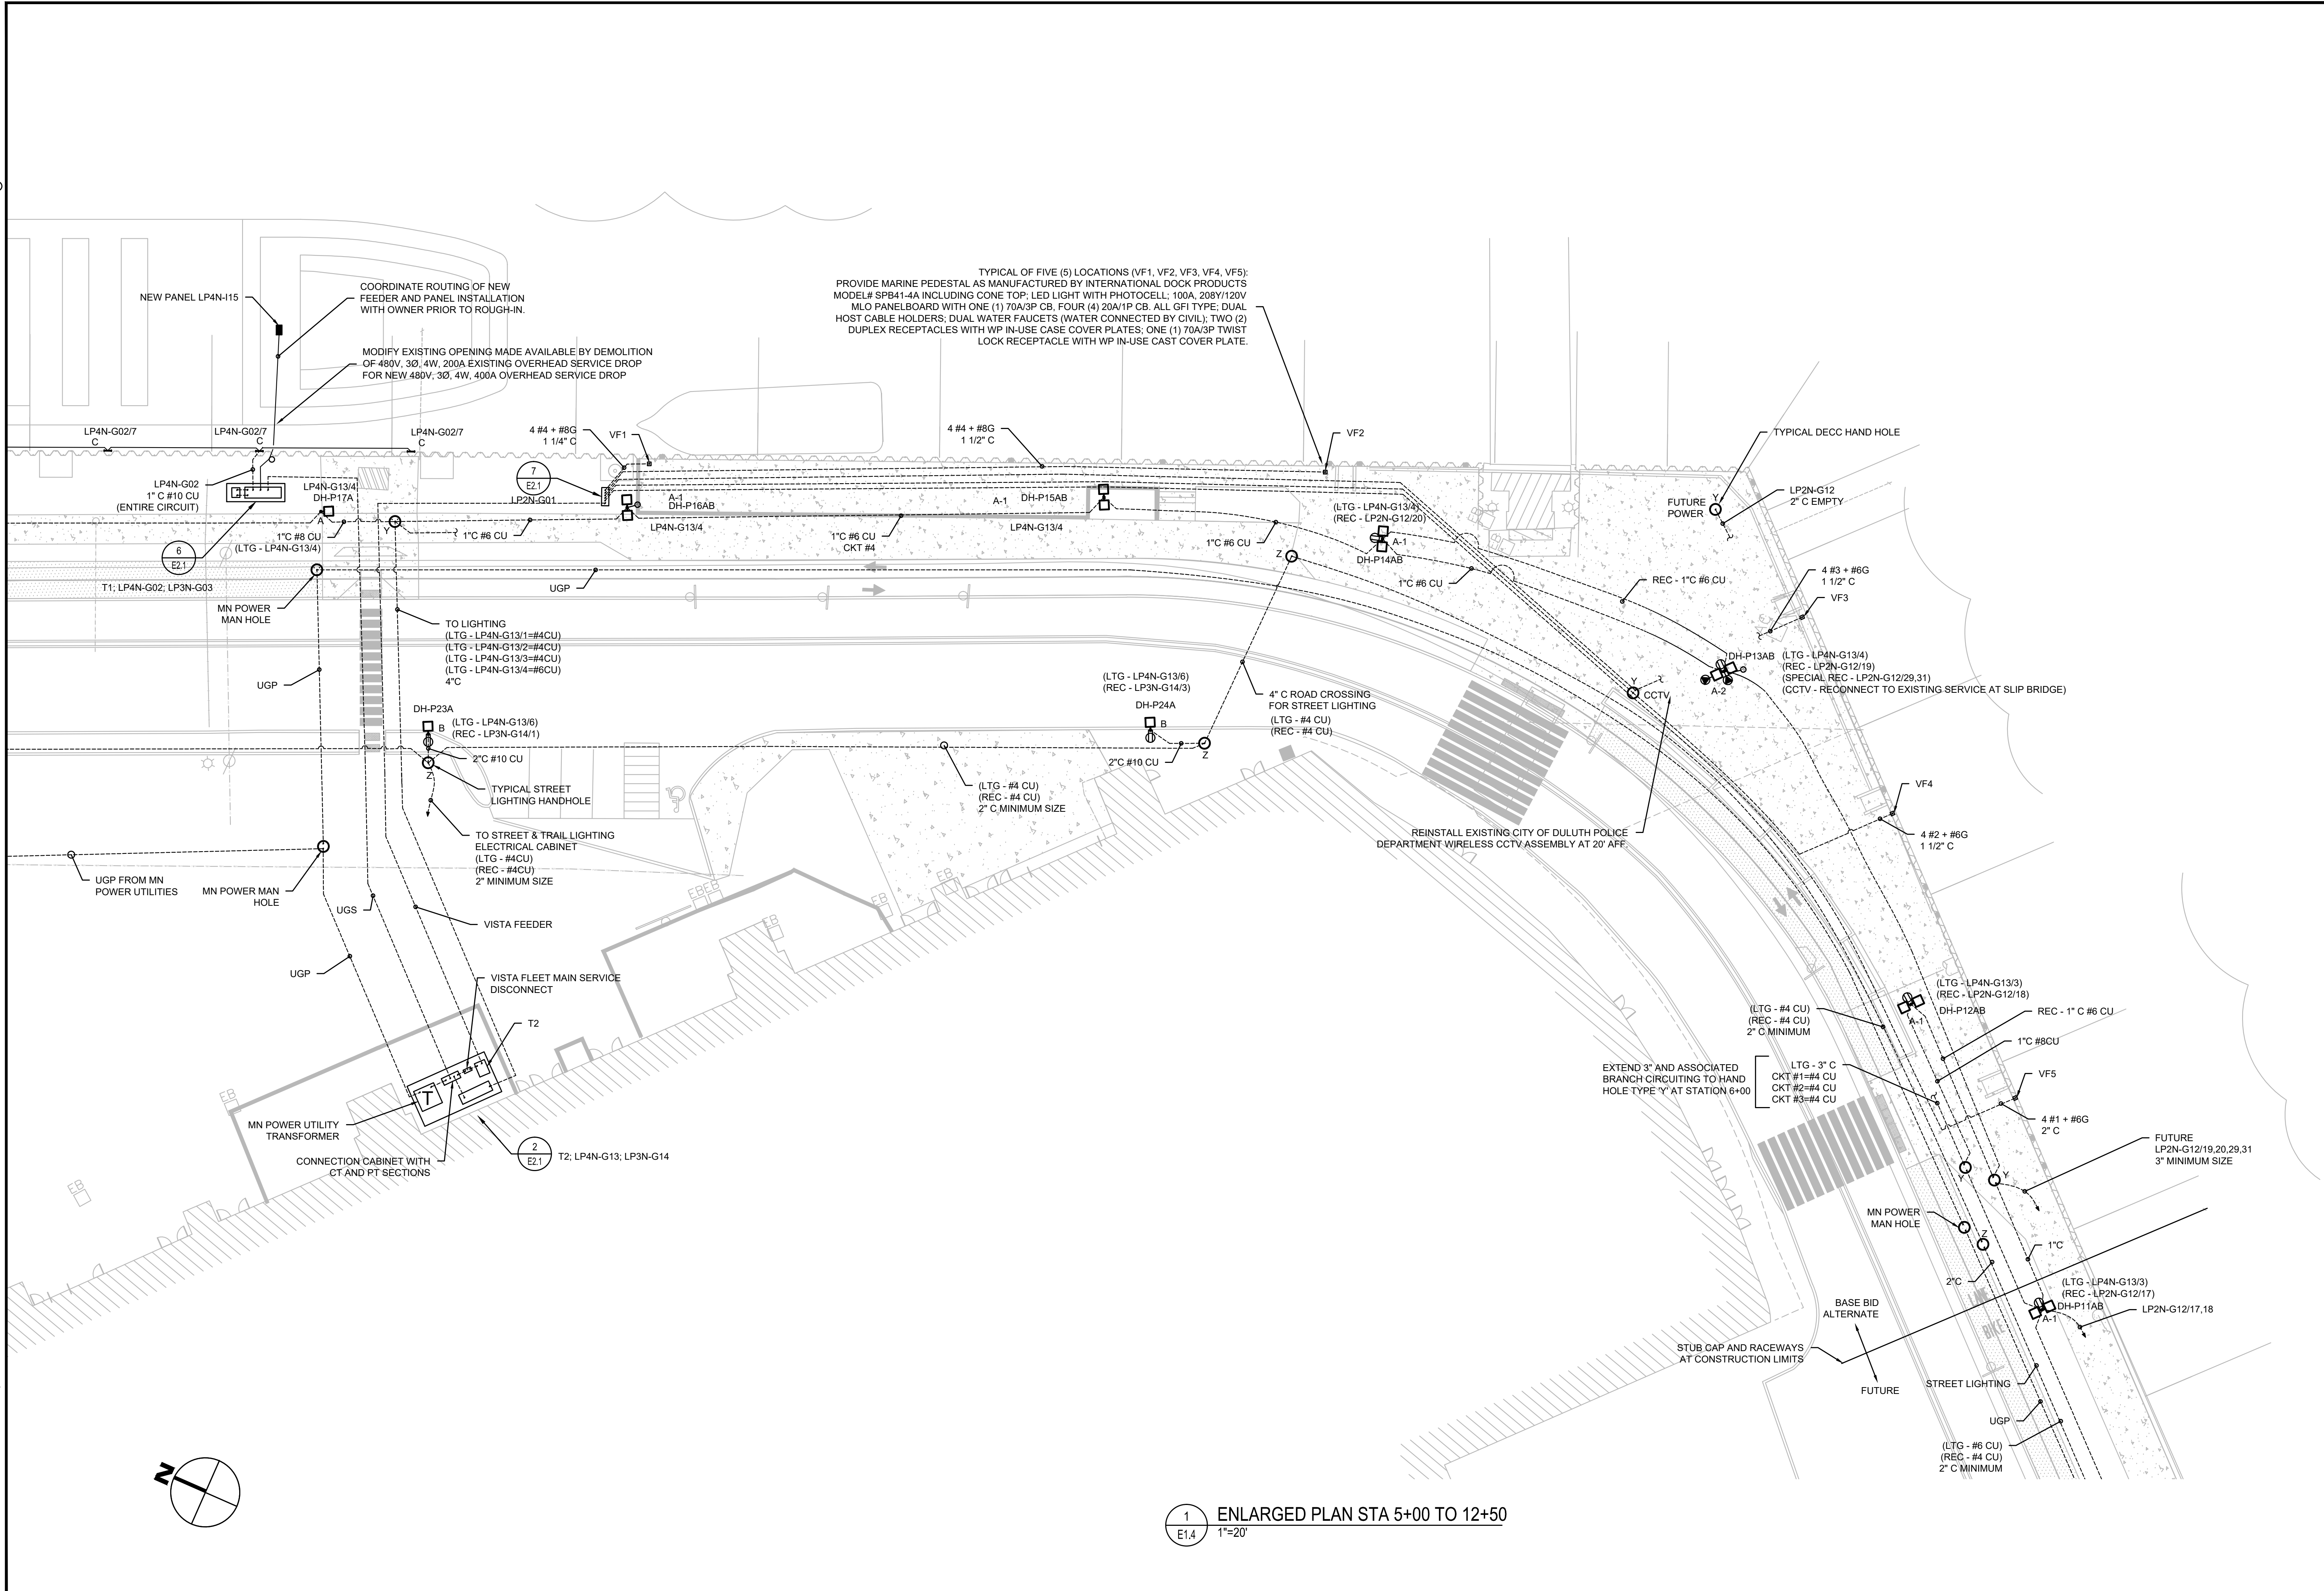 TYPICAL OF FIVE (5) LOCATIONS (VF1, VF2, VF3, VF4, VF5):
PROVIDE MARINE PEDESTAL AS MANUFACTURED BY INTERNATIONAL DOCK PRODUCTS
MODEL# SPB41-4A INCLUDING CONE TOP; LED LIGHT WITH PHOTOCELL; 100A, 208Y/120V
MLO PANELBOARD WITH ONE (1) 70A/3P CB, FOUR (4) 20A/1P CB. ALL GFI TYPE; DUAL
HOST CABLE HOLDERS; DUAL WATER FAUCETS (WATER CONNECTED BY CIVIL); TWO (2)
DUPLEX RECEPTACLES WITH WP IN-USE CASE COVER PLATES; ONE (1) 70A/3P TWIST
LOCK RECEPTACLE WITH WP IN-USE CAST COVER PLATE.
NEW PANEL LP4N-I15
COORDINATE ROUTING OF NEW
FEEDER AND PANEL INSTALLATION
WITH OWNER PRIOR TO ROUGH-IN.
MODIFY EXISTING OPENING MADE AVAILABLE BY DEMOLITION
OF 480V, 3Ø, 4W, 200A EXISTING OVERHEAD SERVICE DROP
FOR NEW 480V, 3Ø, 4W, 400A OVERHEAD SERVICE DROP
LP4N-G02/7
C
LP4N-G02/7
C
LP4N-G02/7
C
4 #4 + #8G
1 1/4" C
VF1
4 #4 + #8G
1 1/2" C
VF2
TYPICAL DECC HAND HOLE
LP4N-G02
1" C #10 CU
(ENTIRE CIRCUIT)
7
E2.1
LP2N-G01
LP4N-G13/4
DH-P17A
A
A-1
DH-P16AB
LP4N-G13/4
A-1
DH-P15AB
LP4N-G13/4
(LTG - LP4N-G13/4)
(REC - LP2N-G12/20)
A-1
DH-P14AB
FUTURE
POWER
Y
LP2N-G12
2" C EMPTY
6
E2.1
1"C #8 CU
(LTG - LP4N-G13/4)
Y
1"C #6 CU
1"C #6 CU
CKT #4
1"C #6 CU
Z
1"C #6 CU
REC - 1"C #6 CU
4 #3 + #6G
1 1/2" C
VF3
T1; LP4N-G02; LP3N-G03
MN POWER
MAN HOLE
UGP
TO LIGHTING
(LTG - LP4N-G13/1=#4CU)
(LTG - LP4N-G13/2=#4CU)
(LTG - LP4N-G13/3=#4CU)
(LTG - LP4N-G13/4=#6CU)
4"C
UGP
DH-P13AB
A-2
(LTG - LP4N-G13/4)
(REC - LP2N-G12/19)
(SPECIAL REC - LP2N-G12/29,31)
(CCTV - RECONNECT TO EXISTING SERVICE AT SLIP BRIDGE)
Y
CCTV
DH-P23A
B
(LTG - LP4N-G13/6)
(REC - LP3N-G14/1)
2"C #10 CU
Z
TYPICAL STREET
LIGHTING HANDHOLE
(LTG - LP4N-G13/6)
(REC - LP3N-G14/3)
DH-P24A
B
2"C #10 CU
Z
4" C ROAD CROSSING
FOR STREET LIGHTING
(LTG - #4 CU)
(REC - #4 CU)
(LTG - #4 CU)
(REC - #4 CU)
2" C MINIMUM SIZE
VF4
4 #2 + #6G
1 1/2" C
REINSTALL EXISTING CITY OF DULUTH POLICE
DEPARTMENT WIRELESS CCTV ASSEMBLY AT 20' AFF.
TO STREET & TRAIL LIGHTING
ELECTRICAL CABINET
(LTG - #4CU)
(REC - #4CU)
2" MINIMUM SIZE
UGP FROM MN
POWER UTILITIES
MN POWER MAN
HOLE
UGS
VISTA FEEDER
UGP
EB
EB
EB
EB
EB
EB
EB
EB
EB
EB
VISTA FLEET MAIN SERVICE
DISCONNECT
T2
T
MN POWER UTILITY
TRANSFORMER
CONNECTION CABINET WITH
CT AND PT SECTIONS
2
E2.1
T2; LP4N-G13; LP3N-G14
(LTG - LP4N-G13/3)
(REC - LP2N-G12/18)
DH-P12AB
A-1
(LTG - #4 CU)
(REC - #4 CU)
2" C MINIMUM
REC - 1" C #6 CU
1"C #8CU
EXTEND 3" AND ASSOCIATED
BRANCH CIRCUITING TO HAND
HOLE TYPE 'Y' AT STATION 6+00
LTG - 3" C
CKT #1=#4 CU
CKT #2=#4 CU
CKT #3=#4 CU
VF5
4 #1 + #6G
2" C
FUTURE
LP2N-G12/19,20,29,31
3" MINIMUM SIZE
Y
Y
MN POWER
MAN HOLE
Z
1"C
2"C
(LTG - LP4N-G13/3)
(REC - LP2N-G12/17)
DH-P11AB
A-1
LP2N-G12/17,18
LANE
BIKE
BASE BID
ALTERNATE
FUTURE
STUB CAP AND RACEWAYS
AT CONSTRUCTION LIMITS
STREET LIGHTING
UGP
(LTG - #6 CU)
(REC - #4 CU)
2" C MINIMUM
N
1
E1.4
ENLARGED PLAN STA 5+00 TO 12+50
1"=20'